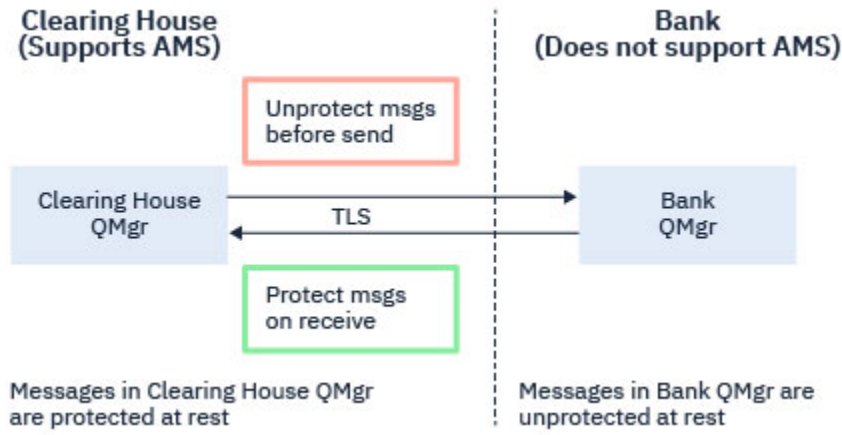 Clearing House
(Supports AMS)
Bank
(Does not support AMS)
Unprotect msgs
before send
Clearing House
QMgr
TLS
Bank
QMgr
Protect msgs
on receive
Messages in Clearing House QMgr
are protected at rest
Messages in Bank QMgr are
unprotected at rest